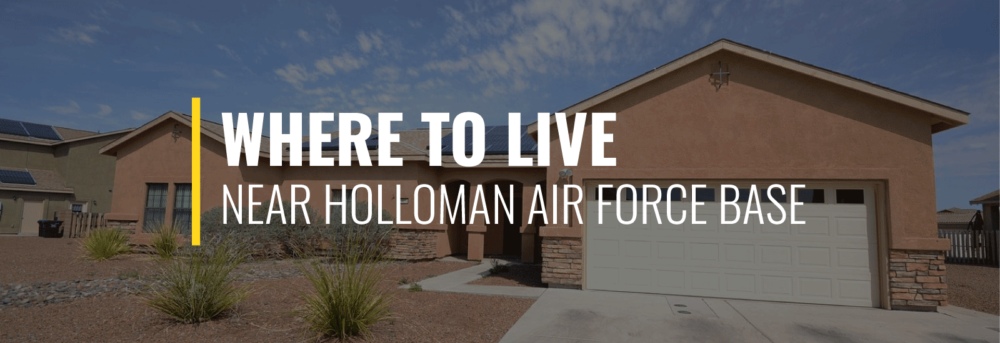 WHERE TO LIVE
NEAR HOLLOMAN AIR FORCE BASE